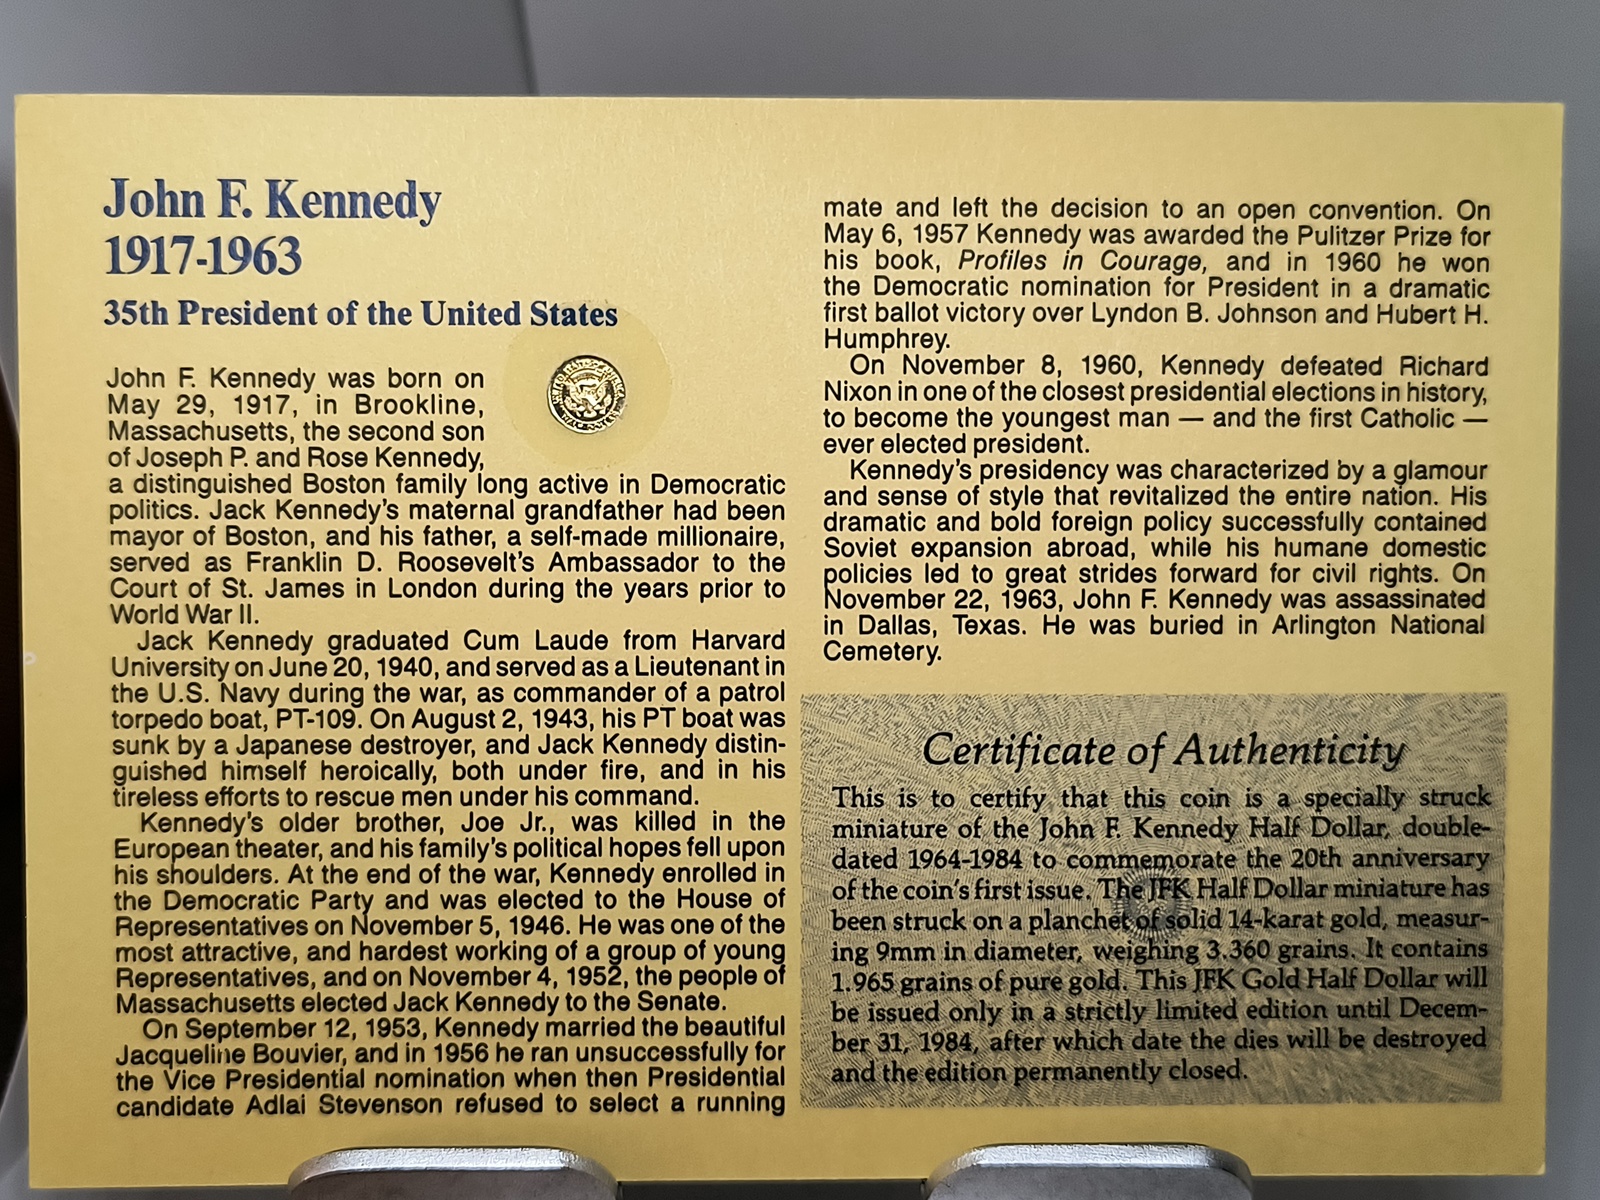 John F. Kennedy
1917-1963
35th President of the United States
John F. Kennedy was born on
May 29, 1917, in Brookline,
Massachusetts, the second son
of Joseph P. and Rose Kennedy,
a distinguished Boston family long active in Democratic
politics. Jack Kennedy's maternal grandfather had been
mayor of Boston, and his father, a self-made millionaire,
served as Franklin D. Roosevelt's Ambassador to the
Court of St. James in London during the years prior to
World War II.
Jack Kennedy graduated Cum Laude from Harvard
University on June 20, 1940, and served as a Lieutenant in
the U.S. Navy during the war, as commander of a patrol
torpedo boat, PT-109. On August 2, 1943, his PT boat was
sunk by a Japanese destroyer, and Jack Kennedy distin-
guished himself heroically, both under fire, and in his
tireless efforts to rescue men under his command.
Kennedy's older brother, Joe Jr., was killed in the
European theater, and his family's political hopes fell upon
his shoulders. At the end of the war, Kennedy enrolled in
the Democratic Party and was elected to the House of
Representatives on November 5, 1946. He was one of the
most attractive, and hardest working of a group of young
Representatives, and on November 4, 1952, the people of
Massachusetts elected Jack Kennedy to the Senate.
On September 12, 1953, Kennedy married the beautiful
Jacqueline Bouvier, and in 1956 he ran unsuccessfully for
the Vice Presidential nomination when then Presidential
candidate Adlai Stevenson refused to select a running
mate and left the decision to an open convention. On
May 6, 1957 Kennedy was awarded the Pulitzer Prize for
his book, Profiles in Courage, and in 1960 he won
the Democratic nomination for President in a dramatic
first ballot victory over Lyndon B. Johnson and Hubert H.
Humphrey.
On November 8, 1960, Kennedy defeated Richard
Nixon in one of the closest presidential elections in history,
to become the youngest man — and the first Catholic —
ever elected president.
Kennedy's presidency was characterized by a glamour
and sense of style that revitalized the entire nation. His
dramatic and bold foreign policy successfully contained
Soviet expansion abroad, while his humane domestic
policies led to great strides forward for civil rights. On
November 22, 1963, John F. Kennedy was assassinated
in Dallas, Texas. He was buried in Arlington National
Cemetery.
Certificate of Authenticity
This is to certify that this coin is a specially struck
miniature of the John F. Kennedy Half Dollar, double-
dated 1964-1984 to commemorate the 20th anniversary
of the coin's first issue. The JFK Half Dollar miniature has
been struck on a planchet of solid 14-karat gold, measur-
ing 9mm in diameter, weighing 3.360 grains. It contains
1.965 grains of pure gold. This JFK Gold Half Dollar will
be issued only in a strictly limited edition until Decem-
ber 31, 1984, after which date the dies will be destroyed
and the edition permanently closed.